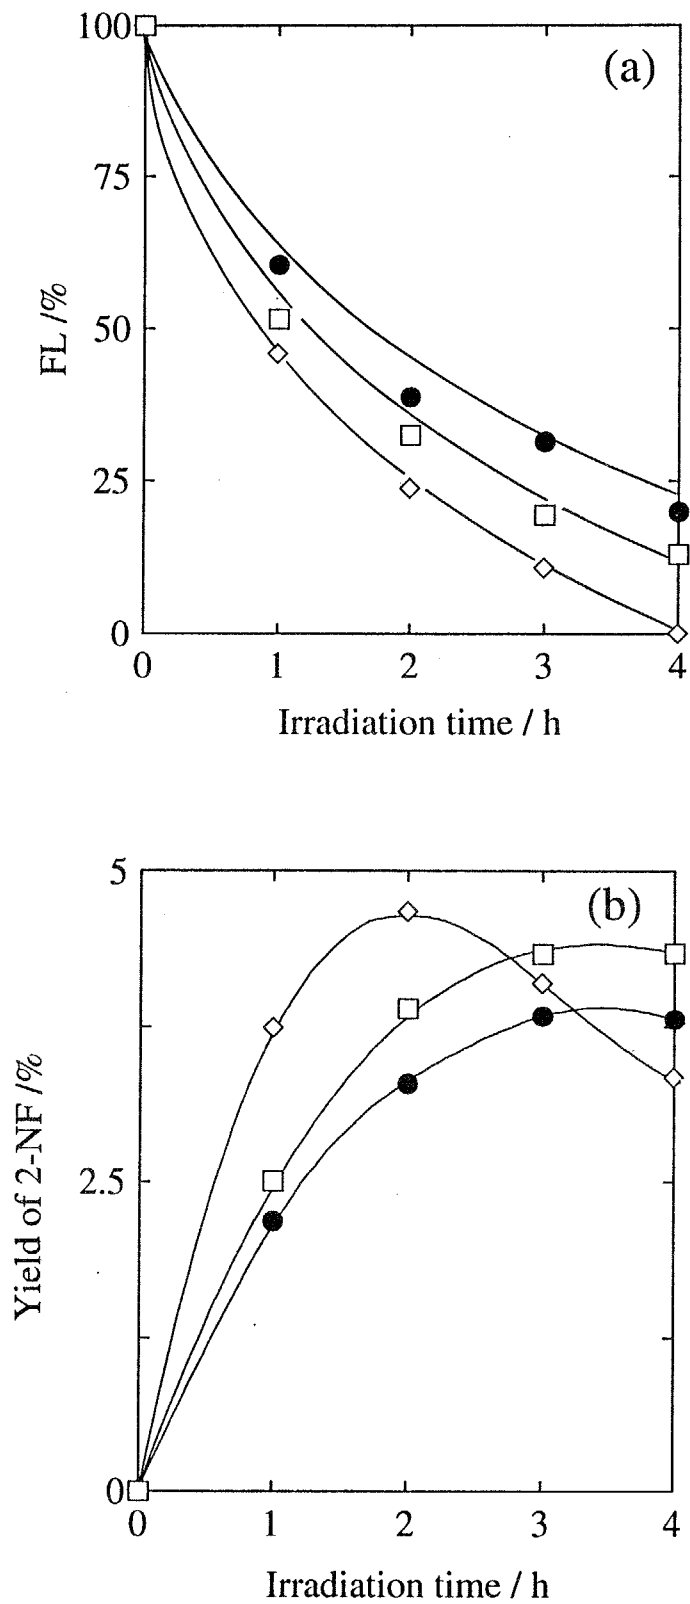 100
(a)
75
FL /%
50
25
0
0 1 2 3 4
Irradiation time / h
5
(b)
Yield of 2-NF /%
2.5
0
0 1 2 3 4
Irradiation time / h